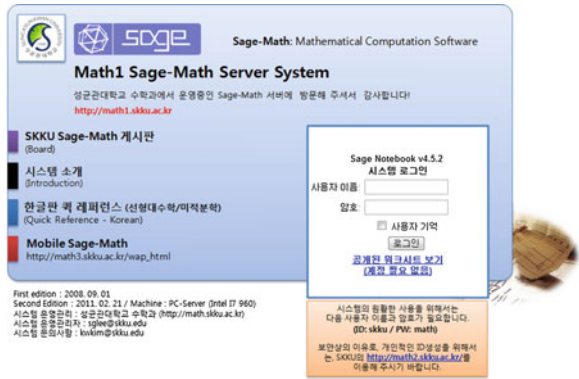 sage
Sage-Math: Mathematical Computation Software
Math1 Sage-Math Server System
성균관대학교 수학과에서 운영중인 Sage-Math 서버에 방문해 주셔서 감사합니다!
http://math1.skku.ac.kr
SKKU Sage-Math 게시판
(Board)
시스템 소개
(Introduction)
한글판 퀵 레퍼런스 (선형대수학/미적분학)
(Quick Reference - Korean)
Mobile Sage-Math
http://math3.skku.ac.kr/wap_html
Sage Notebook v4.5.2
시스템 로그인
사용자 이름:
암호:
사용자 기억
로그인
공개된 워크시트 보기
(계정 필요 없음)
First edition : 2008. 09. 01
Second Edition : 2011. 02. 21 / Machine : PC-Server (Intel I7 960)
시스템 운영관리 : 성균관대학교 수학과 (http://math.skku.ac.kr)
시스템 운영관리자 : sglee@skku.edu
시스템 문의사항 : kwkim@skku.edu
시스템의 원활한 사용을 위해서는
다음 사용자 이름과 암호가 필요합니다.
(ID: skku / PW: math)
보안상의 이유로, 개인적인 ID생성을 위해서
는, SKKU의 http://math2.skku.ac.kr/를
이용해 주시기 바랍니다.